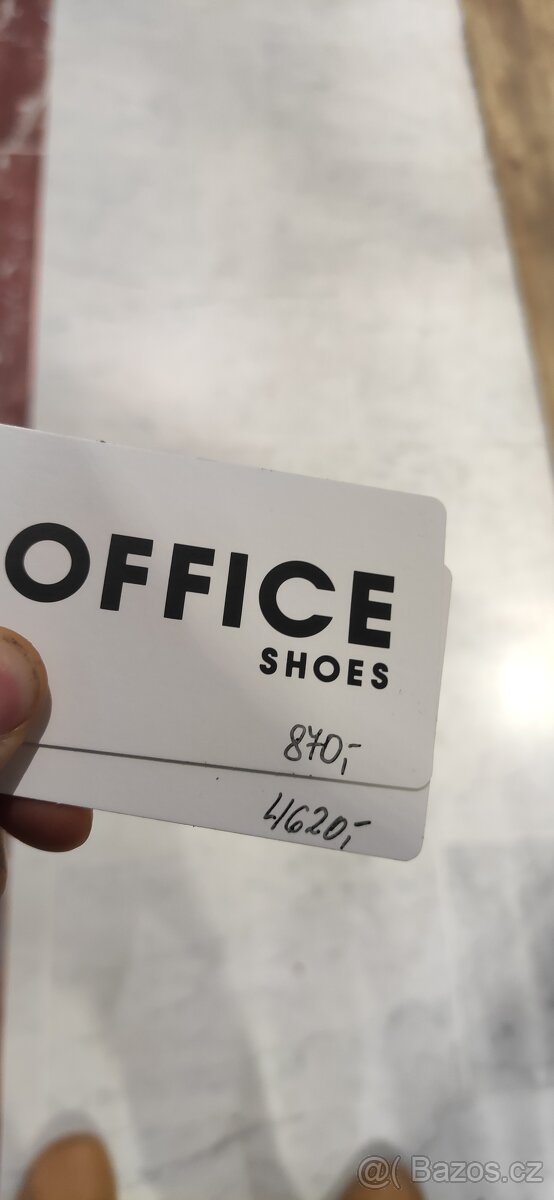 OFFICE
SHOES
870,-
4620,-
@( Bazos.cz